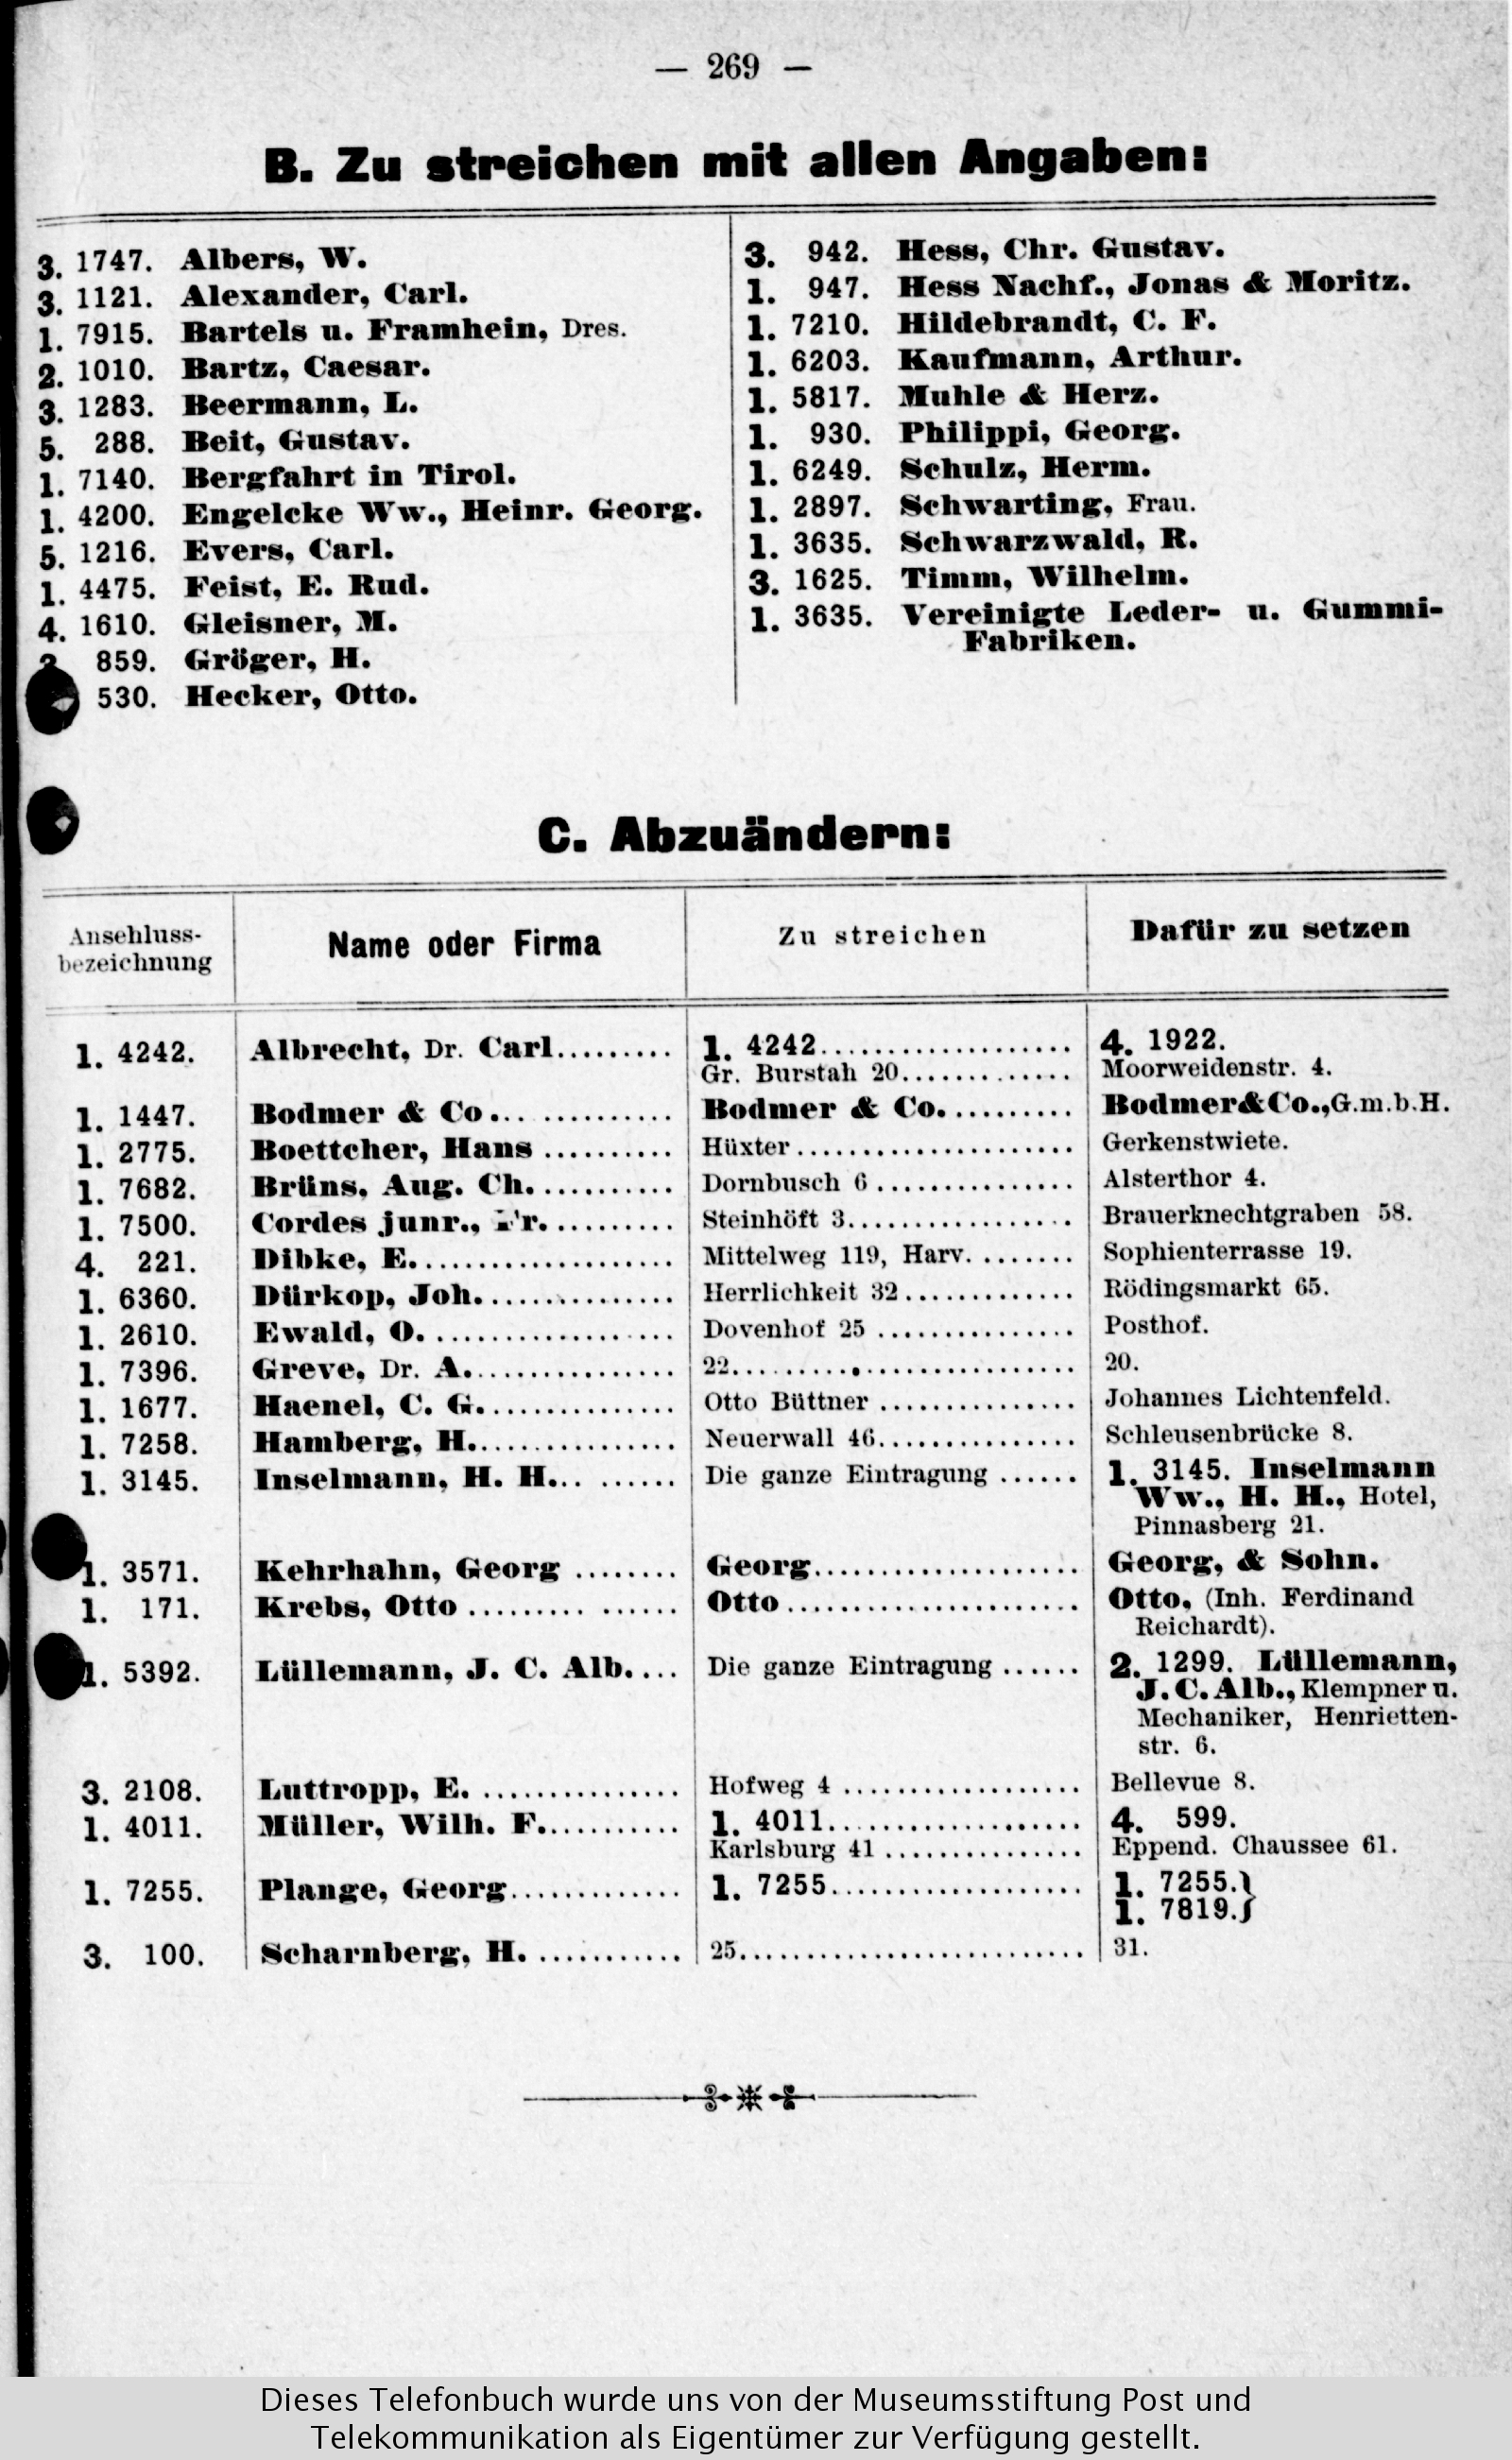 — 269 —
B. Zu streichen mit allen Angaben:
3. 1747. Albers, W.
3. 1121. Alexander, Carl.
1. 7915. Bartels u. Framhein, Dres.
2. 1010. Bartz, Caesar.
3. 1283. Beermann, L.
5. 288. Beit, Gustav.
1. 7140. Bergfahrt in Tirol.
1. 4200. Engelcke Ww., Heinr. Georg.
5. 1216. Evers, Carl.
1. 4475. Feist, E. Rud.
4. 1610. Gleisner, M.
859. Gröger, H.
530. Hecker, Otto.
3. 942. Hess, Chr. Gustav.
1. 947. Hess Nachf., Jonas & Moritz.
1. 7210. Hildebrandt, C. F.
1. 6203. Kaufmann, Arthur.
1. 5817. Muhle & Herz.
1. 930. Philippi, Georg.
1. 6249. Schulz, Herm.
1. 2897. Schwarting, Frau.
1. 3635. Schwarzwald, R.
3. 1625. Timm, Wilhelm.
1. 3635. Vereinigte Leder- u. Gummi-
Fabriken.
C. Abzuändern:
Anschluss-
bezeichnung
Name oder Firma
Zu streichen
Dafür zu setzen
1. 4242. Albrecht, Dr. Carl......... 1. 4242................... 4. 1922.
Gr. Burstah 20............. Moorweidenstr. 4.
1. 1447. Bodmer & Co... ............ Bodmer & Co.......... Bodmer&Co.,G.m.b.H.
1. 2775. Boettcher, Hans .......... Hüxter..................... Gerkenstwiete.
1. 7682. Brüns, Aug. Ch........... Dornbusch 6 ............... Alsterthor 4.
1. 7500. Cordes junr., Fr.......... Steinhöft 3................. Brauerknechtgraben 58.
4. 221. Dibke, E.................... Mittelweg 119, Harv. ....... Sophienterrasse 19.
1. 6360. Dürkop, Joh............... Herrlichkeit 32............. Rödingsmarkt 65.
1. 2610. Ewald, O................... Dovenhof 25 ............... Posthof.
1. 7396. Greve, Dr. A................ 22.......................... 20.
1. 1677. Haenel, C. G............... Otto Büttner ............... Johannes Lichtenfeld.
1. 7258. Hamberg, H................ Neuerwall 46............... Schleusenbrücke 8.
1. 3145. Inselmann, H. H... ...... Die ganze Eintragung ...... 1. 3145. Inselmann
Ww., H. H., Hotel,
Pinnasberg 21.
1. 3571. Kehrhahn, Georg ........ Georg.................... Georg, & Sohn.
1. 171. Krebs, Otto ......... ...... Otto...................... Otto, (Inh. Ferdinand
Reichardt).
1. 5392. Lüllemann, J. C. Alb.... Die ganze Eintragung ...... 2. 1299. Lüllemann,
J. C. Alb., Klempner u.
Mechaniker, Henrietten-
str. 6.
3. 2108. Luttropp, E. ............... Hofweg 4 .................. Bellevue 8.
1. 4011. Müller, Wilh. F........... 1. 4011................... 4. 599.
Karlsburg 41 ............... Eppend. Chaussee 61.
1. 7255. Plange, Georg............. 1. 7255................... 1. 7255.}
1. 7819.}
3. 100. Scharnberg, H. ........... 25.......................... 31.
Dieses Telefonbuch wurde uns von der Museumsstiftung Post und
Telekommunikation als Eigentümer zur Verfügung gestellt.